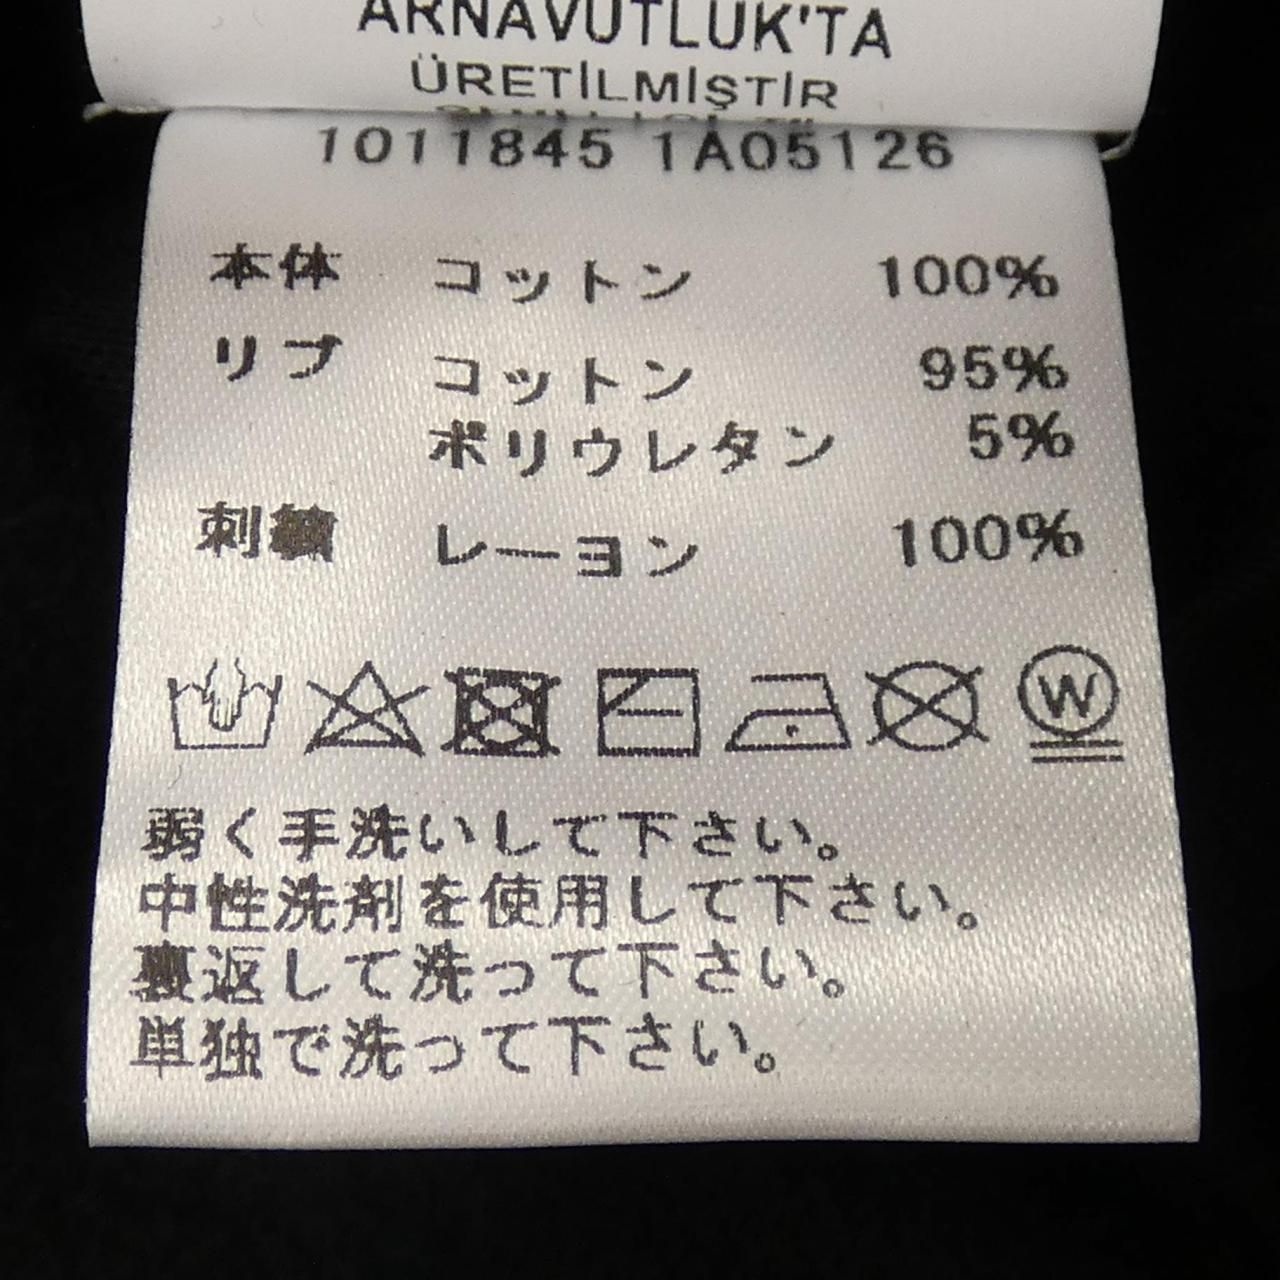 ARNAVUTLUK'TA
ÜRETİLMİŞTİR
1011845 1A05126
本体 コットン 100%
リブ コットン 95%
ポリウレタン 5%
刺繍 レーヨン 100%
W
弱く手洗いして下さい。
中性洗剤を使用して下さい。
裏返して洗って下さい。
単独で洗って下さい。